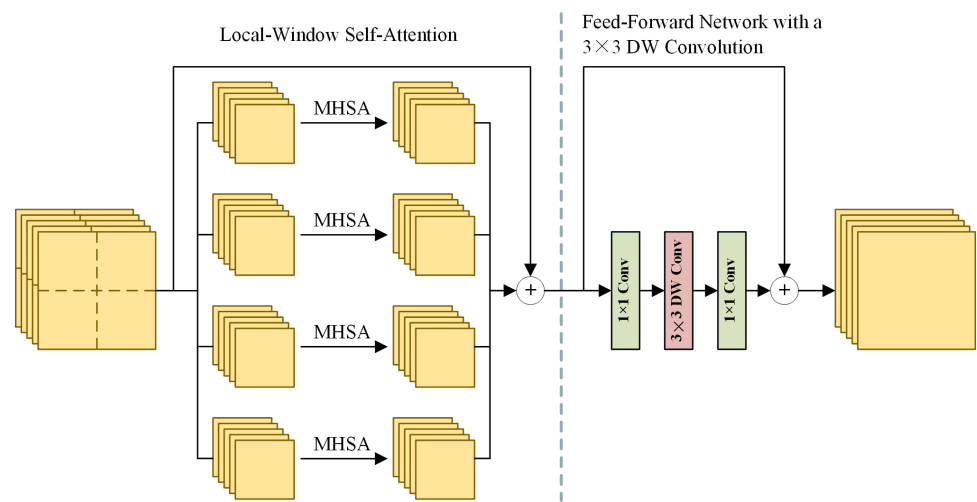 Local-Window Self-Attention
Feed-Forward Network with a
3×3 DW Convolution
MHSA
MHSA
MHSA
MHSA
+
1×1 Conv
3×3 DW Conv
1×1 Conv
+